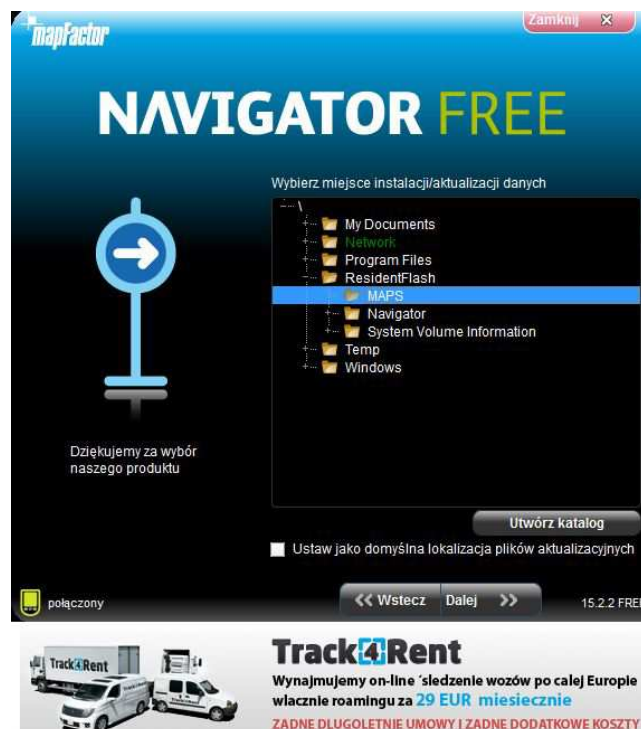 Zamknij X
mapFactor
NAVIGATOR FREE
Wybierz miejsce instalacji/aktualizacji danych
\
My Documents
Network
Program Files
ResidentFlash
MAPS
Navigator
System Volume Information
Temp
Windows
Dziękujemy za wybór
naszego produktu
Utwórz katalog
Ustaw jako domyślna lokalizacja plików aktualizacyjnych
połączony
<< Wstecz Dalej >>
15.2.2 FREE
Track4Rent
Track4Rent
Wynajmujemy on-line ´sledzenie wozów po calej Europie
wlacznie roamingu za 29 EUR miesiecznie
ZADNE DLUGOLETNIE UMOWY I ZADNE DODATKOWE KOSZTY